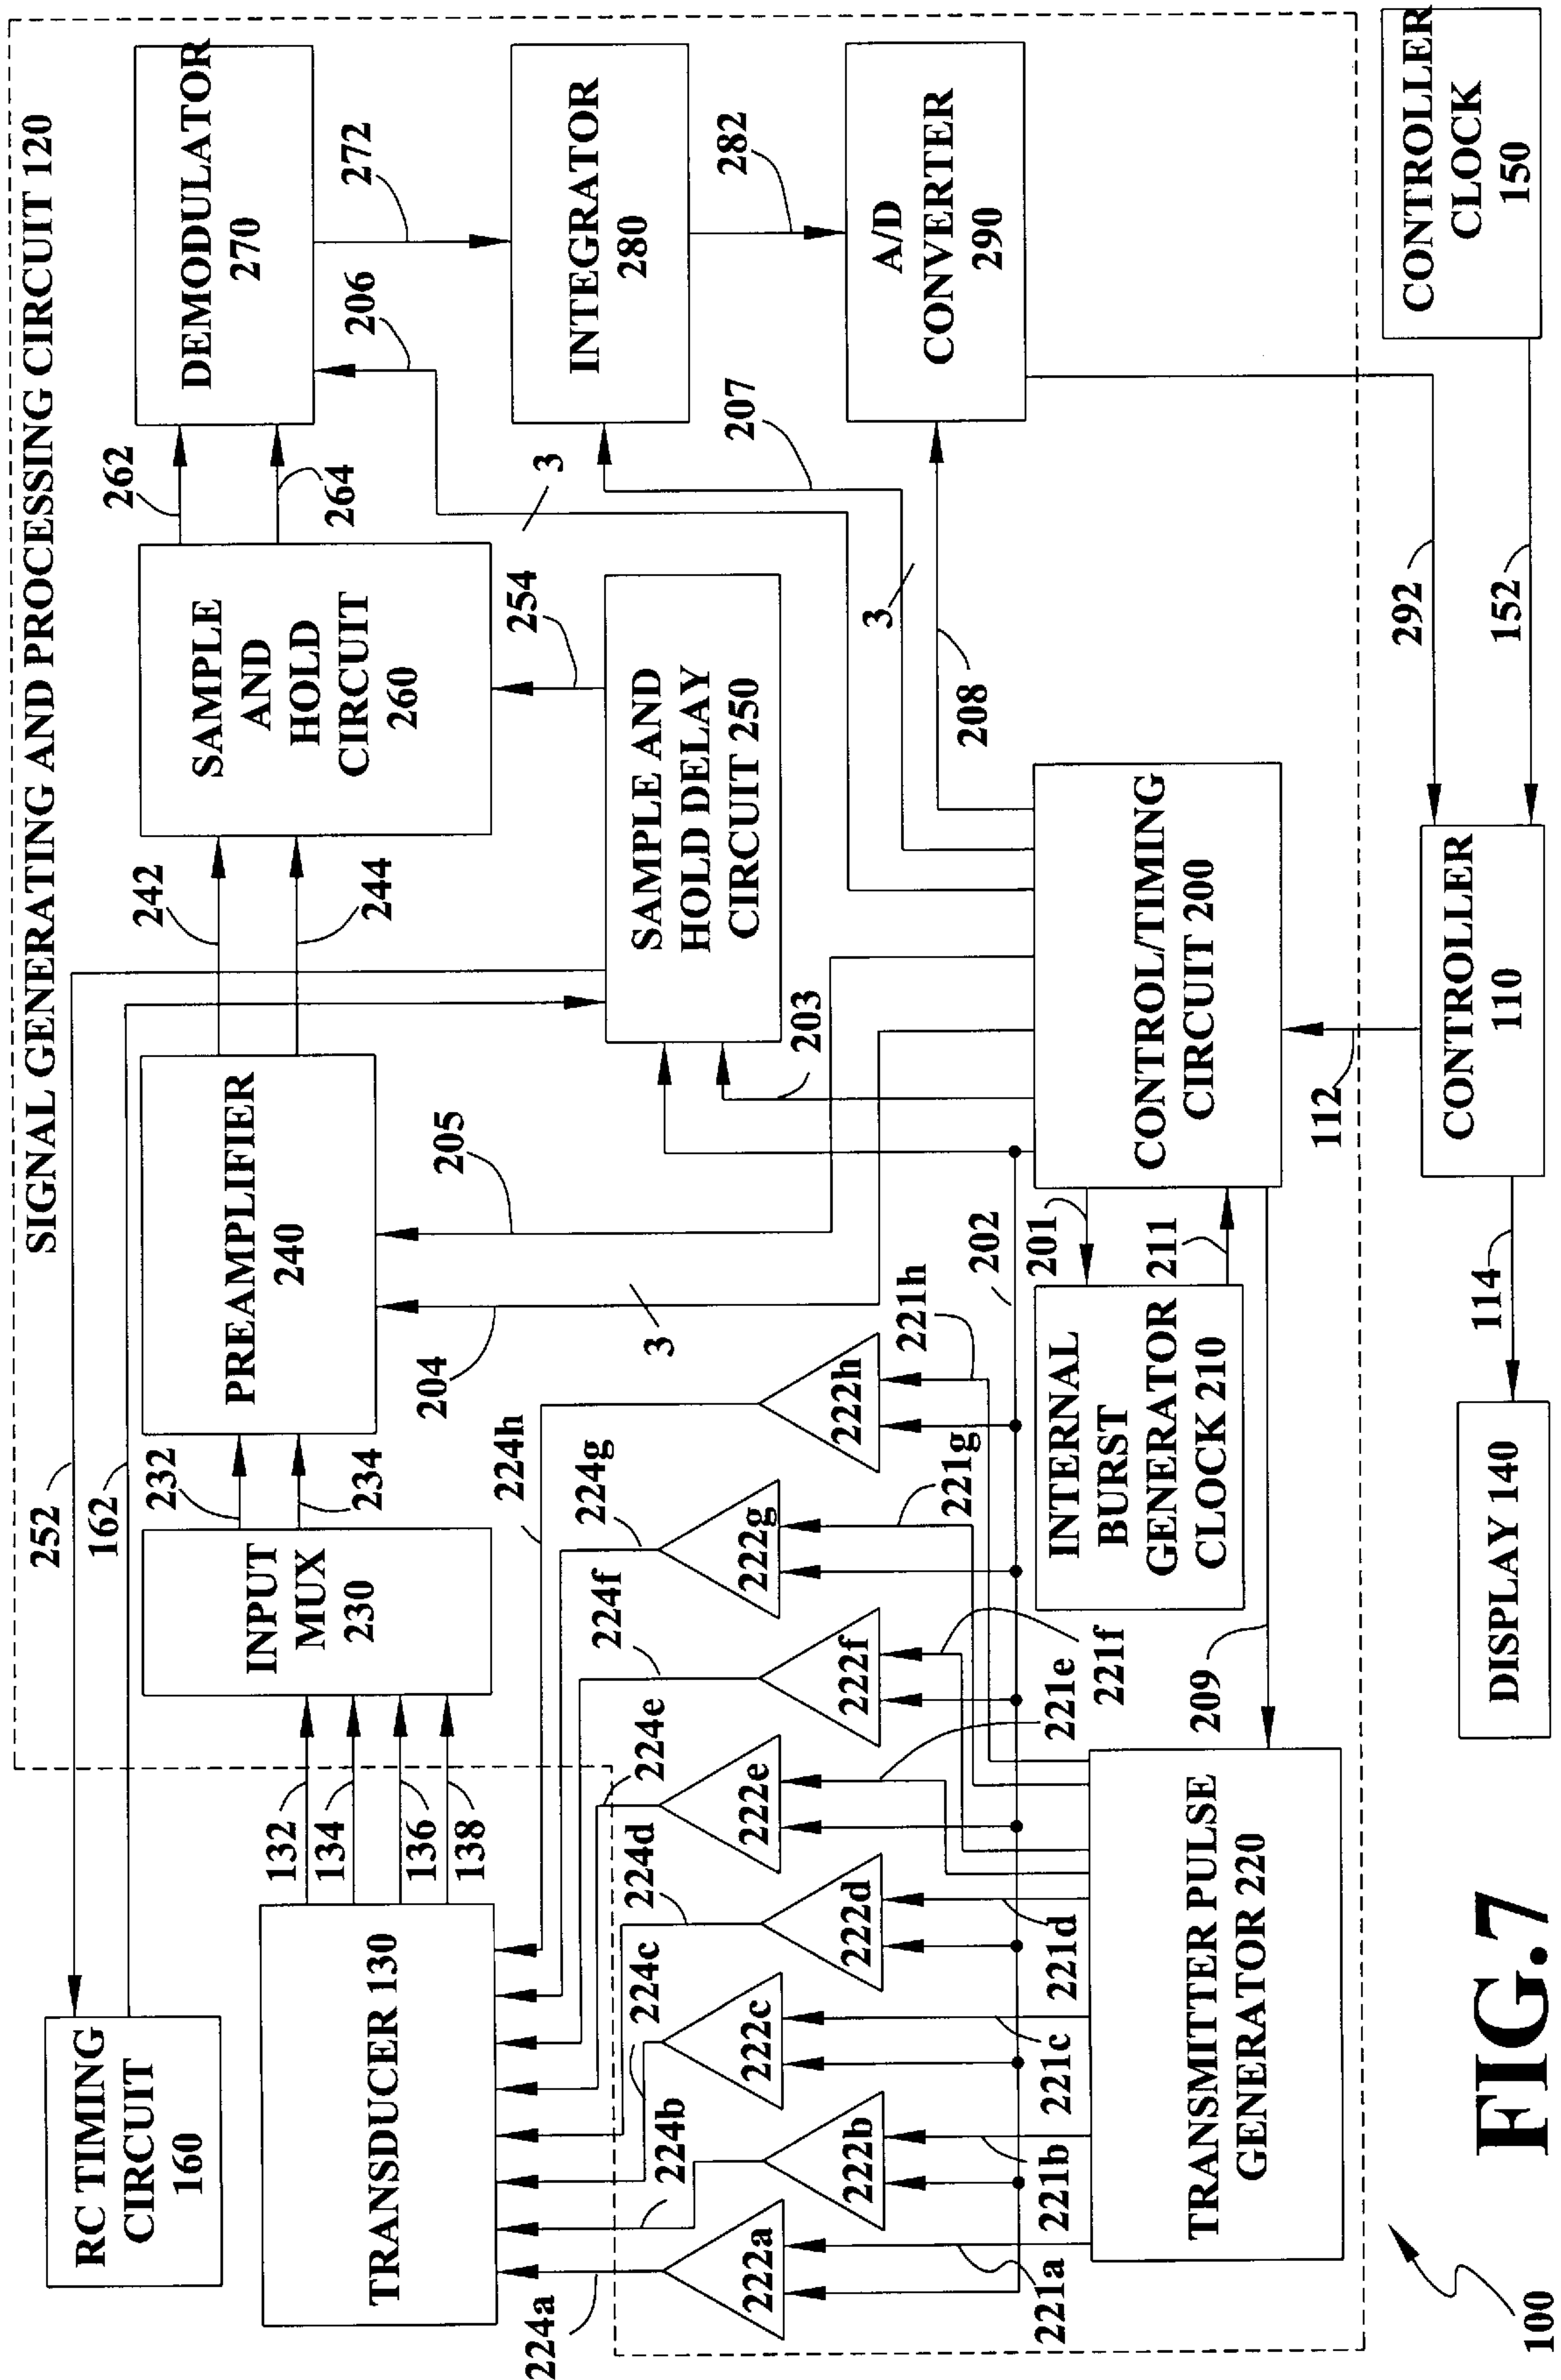 SIGNAL GENERATING AND PROCESSING CIRCUIT 120
RC TIMING
CIRCUIT
160
252
162
TRANSDUCER 130
132
134
136
138
INPUT
MUX
230
232
234
PREAMPLIFIER
240
242
244
SAMPLE
AND
HOLD
CIRCUIT
260
262
264
DEMODULATOR
270
272
206
INTEGRATOR
280
282
A/D
CONVERTER
290
254
SAMPLE AND
HOLD DELAY
CIRCUIT 250
3
207
3
208
204
205
3
203
224a
224b
224c
224d
224e
224f
224g
224h
222a
222b
222c
222d
222e
222f
222g
222h
221a
221b
221c
221d
221e
221f
221g
221h
202
201
211
INTERNAL
BURST
GENERATOR
CLOCK 210
CONTROL/TIMING
CIRCUIT 200
209
TRANSMITTER PULSE
GENERATOR 220
112
292
152
CONTROLLER
110
CONTROLLER
CLOCK
150
114
DISPLAY 140
100
FIG.7